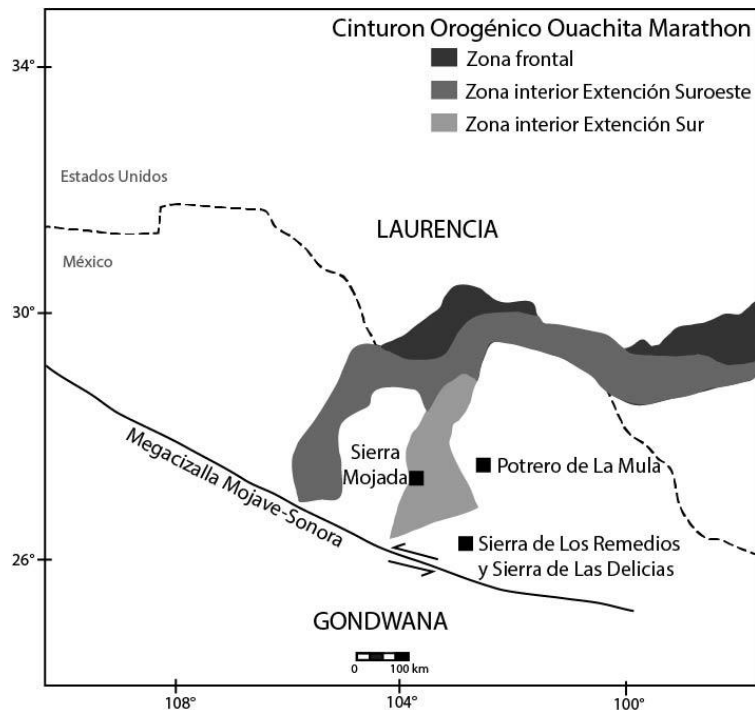 Cinturon Orogénico Ouachita Marathon
Zona frontal
Zona interior Extención Suroeste
Zona interior Extención Sur
34°
Estados Unidos
México
LAURENCIA
30°
Megacizalla Mojave-Sonora
Sierra
Mojada
Potrero de La Mula
26°
Sierra de Los Remedios
y Sierra de Las Delicias
GONDWANA
0 100 km
108°
104°
100°